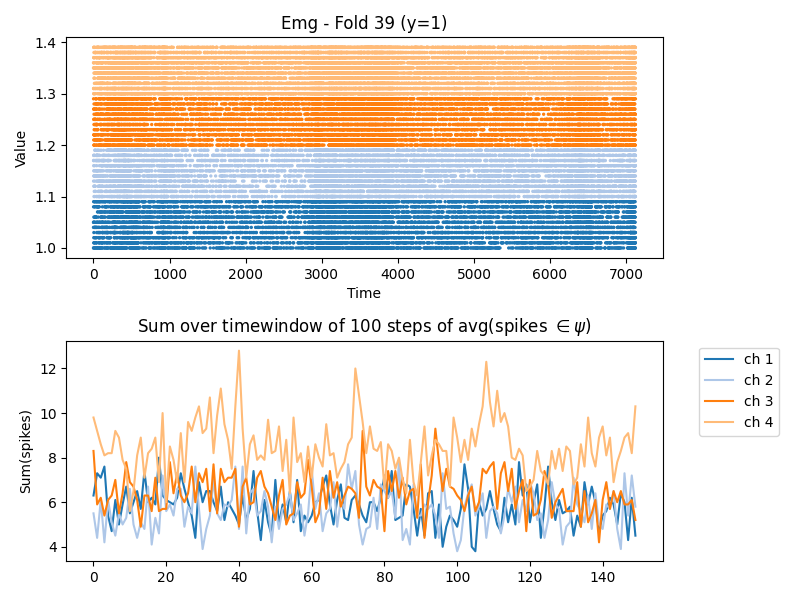 Emg - Fold 39 (y=1)
1.4
1.3
1.2
1.1
1.0
Value
0 1000 2000 3000 4000 5000 6000 7000
Time
Sum over timewindow of 100 steps of avg(spikes ∈ ψ)
12
10
8
6
4
Sum(spikes)
0 20 40 60 80 100 120 140
ch 1
ch 2
ch 3
ch 4